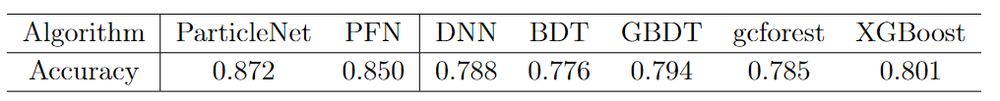 Algorithm ParticleNet PFN DNN BDT GBDT gcforest XGBoost
Accuracy 0.872 0.850 0.788 0.776 0.794 0.785 0.801